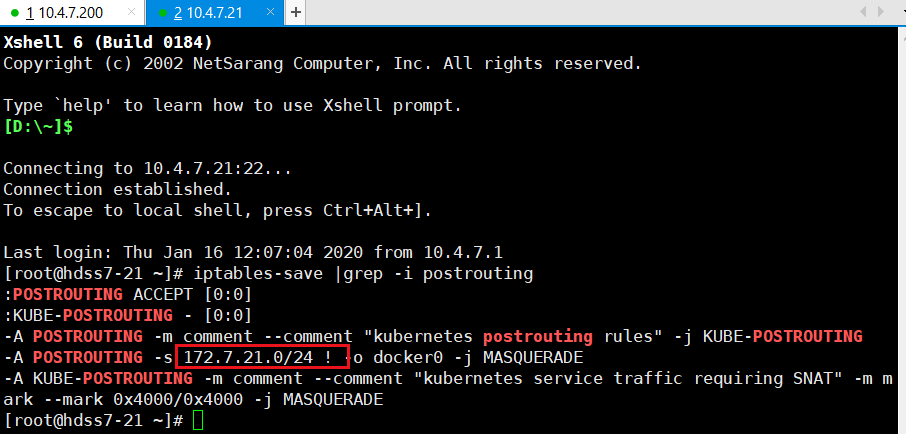 1 10.4.7.200 × 2 10.4.7.21 × +
Xshell 6 (Build 0184)
Copyright (c) 2002 NetSarang Computer, Inc. All rights reserved.
Type `help' to learn how to use Xshell prompt.
[D:\~]$
Connecting to 10.4.7.21:22...
Connection established.
To escape to local shell, press Ctrl+Alt+].
Last login: Thu Jan 16 12:07:04 2020 from 10.4.7.1
[root@hdss7-21 ~]# iptables-save |grep -i postrouting
:POSTROUTING ACCEPT [0:0]
:KUBE-POSTROUTING - [0:0]
-A POSTROUTING -m comment --comment "kubernetes postrouting rules" -j KUBE-POSTROUTING
-A POSTROUTING -s 172.7.21.0/24 ! -o docker0 -j MASQUERADE
-A KUBE-POSTROUTING -m comment --comment "kubernetes service traffic requiring SNAT" -m m
ark --mark 0x4000/0x4000 -j MASQUERADE
[root@hdss7-21 ~]#